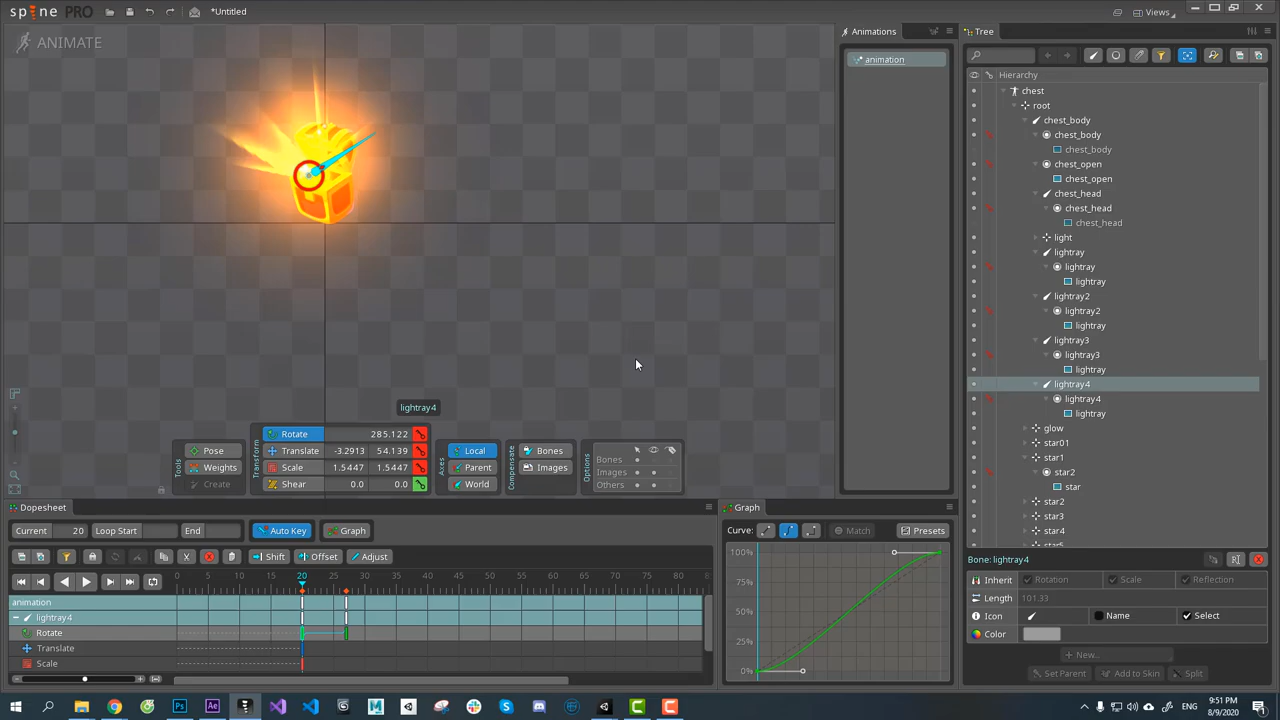 spine PRO
*Untitled
Views
ANIMATE
Animations
animation
Tree
Hierarchy
chest
root
chest_body
chest_body
chest_body
chest_open
chest_open
chest_head
chest_head
chest_head
light
lightray
lightray
lightray
lightray2
lightray2
lightray
lightray3
lightray3
lightray
lightray4
lightray4
lightray
glow
star01
star1
star2
star
star2
star3
star4
star5
lightray4
Tools
Pose
Weights
Create
Transform
Rotate 285.122
Translate -3.2913 54.139
Scale 1.5447 1.5447
Shear 0.0 0.0
Axes
Local
Parent
World
Compensate
Bones
Images
Options
Bones
Images
Others
Dopesheet
Current 20 Loop Start End Auto Key Graph
Shift Offset Adjust
0 5 10 15 20 25 30 35 40 45 50 55 60 65 70 75 80
animation
lightray4
Rotate
Translate
Scale
Graph
Curve: Match Presets
100%
75%
50%
25%
0%
Bone: lightray4
Inherit Rotation Scale Reflection
Length 101.33
Icon Name Select
Color
+ New...
Set Parent Add to Skin Split
ENG
9:51 PM
8/9/2020